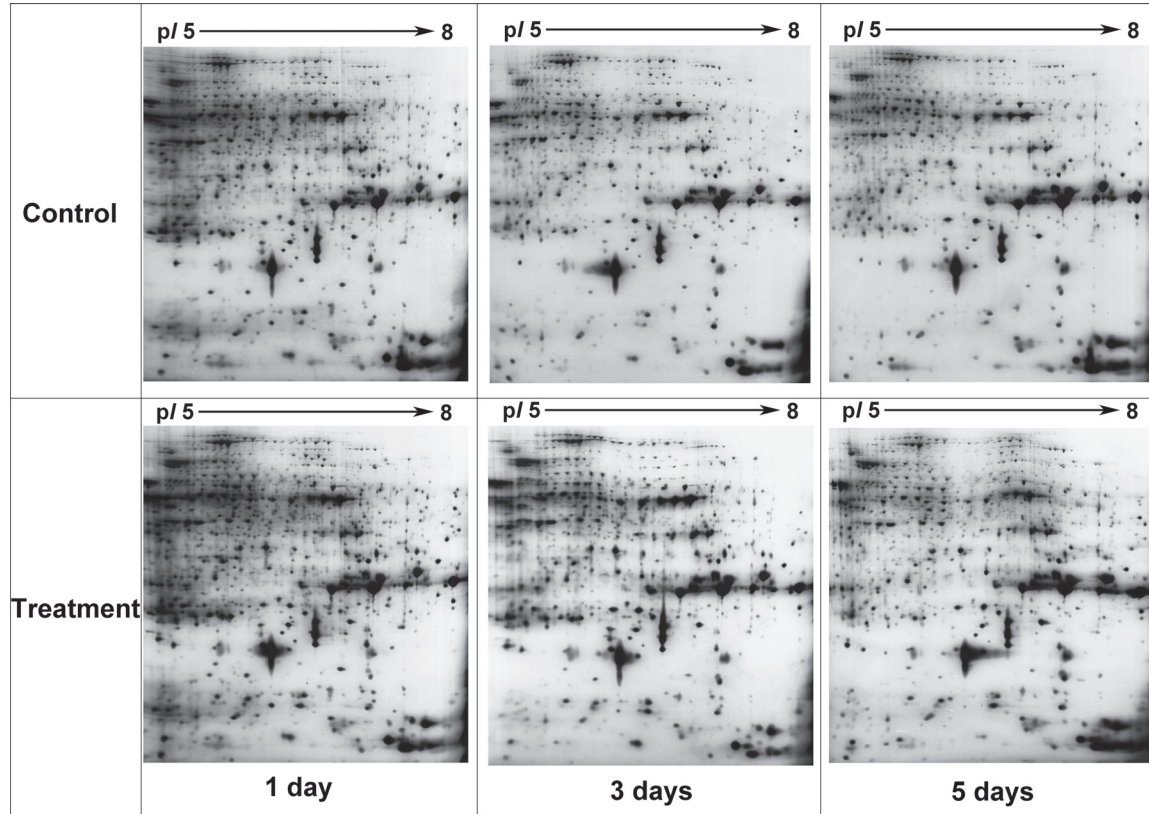 pI 5 8 pI 5 8 pI 5 8
Control
pI 5 8 pI 5 8 pI 5 8
Treatment
1 day 3 days 5 days